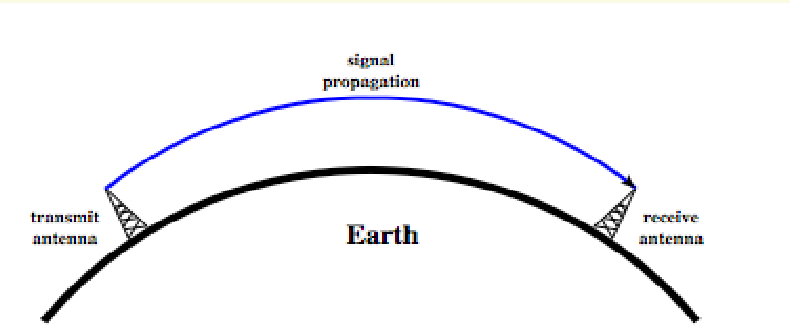 signal
propagation
transmit
antenna
Earth
receive
antenna